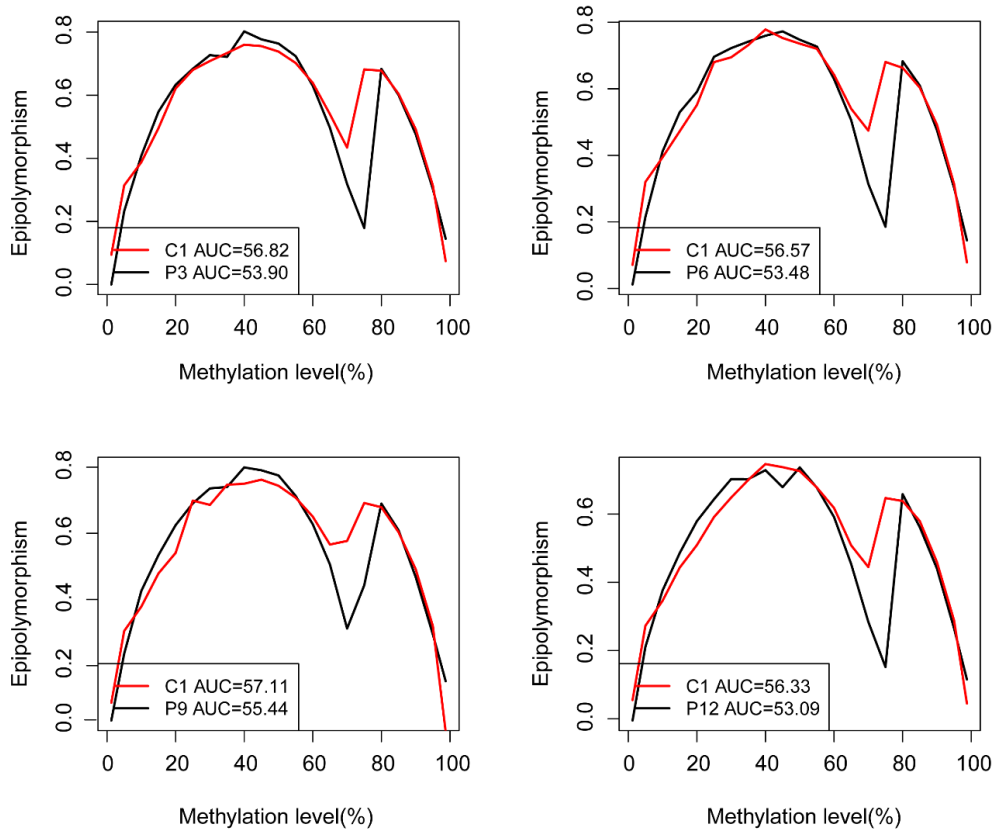 Epipolymorphism
0.8
0.6
0.4
0.2
0.0
C1 AUC=56.82
P3 AUC=53.90
0 20 40 60 80 100
Methylation level(%)
Epipolymorphism
0.8
0.6
0.4
0.2
0.0
C1 AUC=56.57
P6 AUC=53.48
0 20 40 60 80 100
Methylation level(%)
Epipolymorphism
0.8
0.6
0.4
0.2
0.0
C1 AUC=57.11
P9 AUC=55.44
0 20 40 60 80 100
Methylation level(%)
Epipolymorphism
0.6
0.4
0.2
0.0
C1 AUC=56.33
P12 AUC=53.09
0 20 40 60 80 100
Methylation level(%)